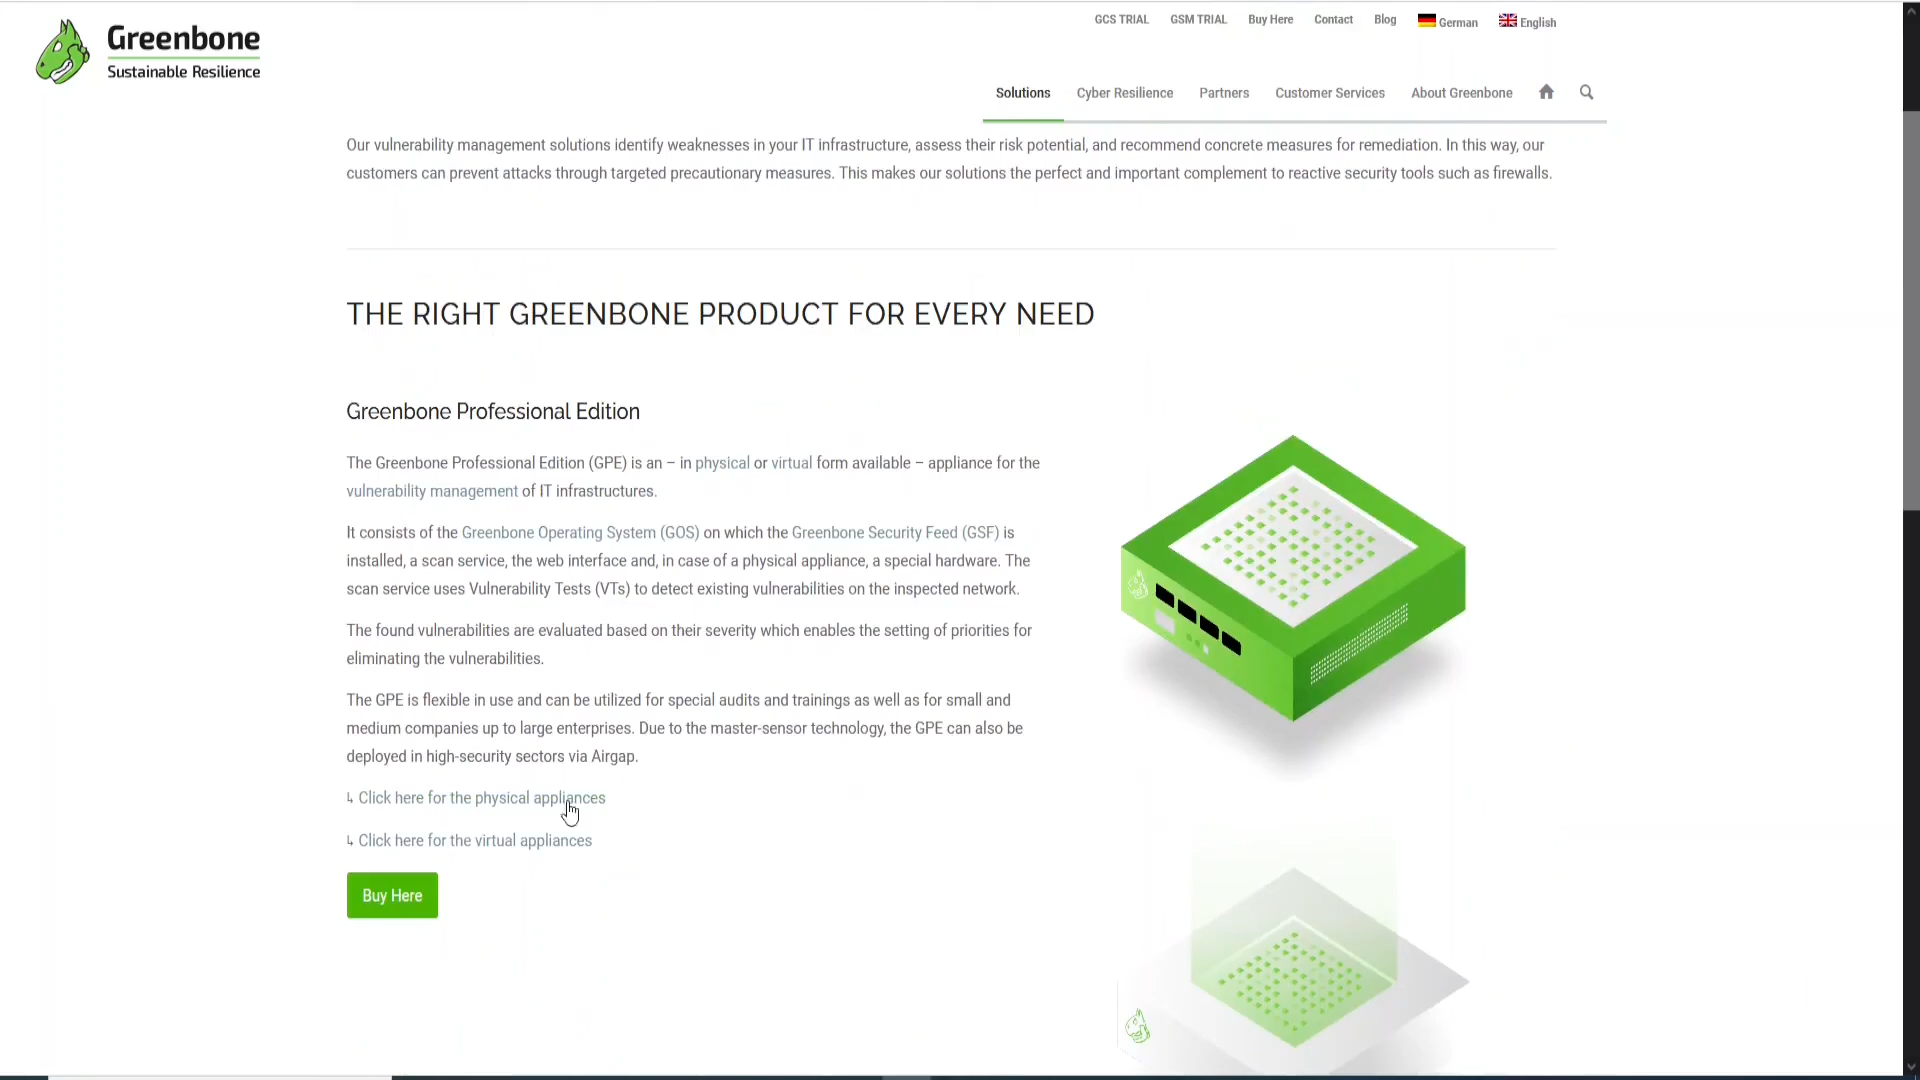 GCS TRIAL GSM TRIAL Buy Here Contact Blog German English
Greenbone
Sustainable Resilience
Solutions Cyber Resilience Partners Customer Services About Greenbone
Our vulnerability management solutions identify weaknesses in your IT infrastructure, assess their risk potential, and recommend concrete measures for remediation. In this way, our
customers can prevent attacks through targeted precautionary measures. This makes our solutions the perfect and important complement to reactive security tools such as firewalls.
THE RIGHT GREENBONE PRODUCT FOR EVERY NEED
Greenbone Professional Edition
The Greenbone Professional Edition (GPE) is an – in physical or virtual form available – appliance for the
vulnerability management of IT infrastructures.
It consists of the Greenbone Operating System (GOS) on which the Greenbone Security Feed (GSF) is
installed, a scan service, the web interface and, in case of a physical appliance, a special hardware. The
scan service uses Vulnerability Tests (VTs) to detect existing vulnerabilities on the inspected network.
The found vulnerabilities are evaluated based on their severity which enables the setting of priorities for
eliminating the vulnerabilities.
The GPE is flexible in use and can be utilized for special audits and trainings as well as for small and
medium companies up to large enterprises. Due to the master-sensor technology, the GPE can also be
deployed in high-security sectors via Airgap.
↳ Click here for the physical appliances
↳ Click here for the virtual appliances
Buy Here